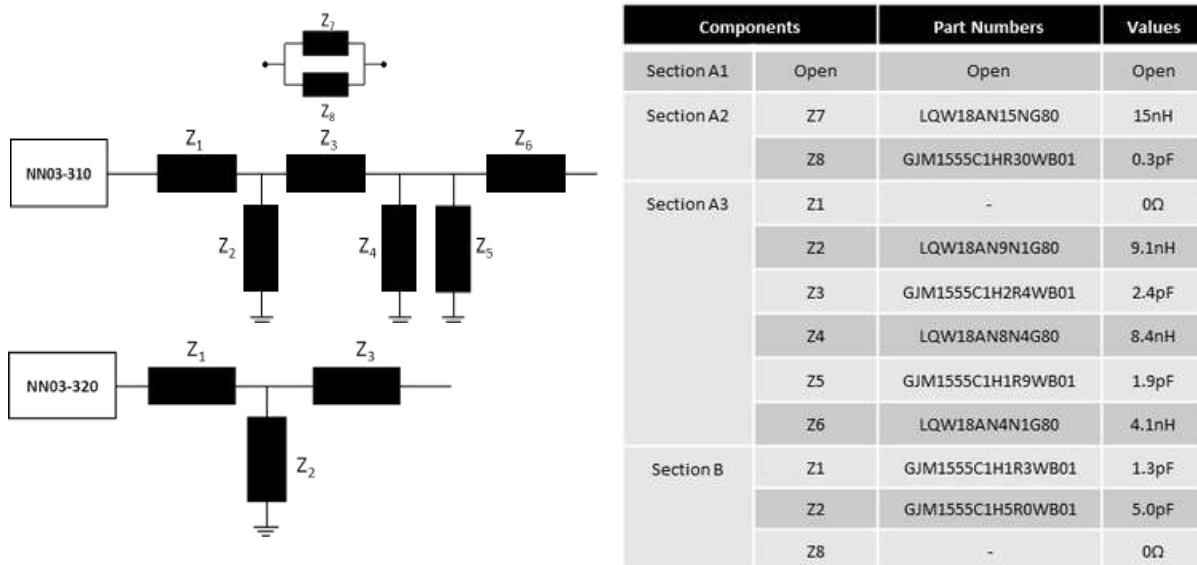 Z7
Z8
Z1
Z3
Z6
NN03-310
Z2
Z4
Z5
Z1
Z3
NN03-320
Z2
Components Part Numbers Values
Section A1 Open Open Open
Section A2 Z7 LQW18AN15NG80 15nH
Z8 GJM1555C1HR30WB01 0.3pF
Section A3 Z1 - 0Ω
Z2 LQW18AN9N1G80 9.1nH
Z3 GJM1555C1H2R4WB01 2.4pF
Z4 LQW18AN8N4G80 8.4nH
Z5 GJM1555C1H1R9WB01 1.9pF
Z6 LQW18AN4N1G80 4.1nH
Section B Z1 GJM1555C1H1R3WB01 1.3pF
Z2 GJM1555C1H5R0WB01 5.0pF
Z8 - 0Ω